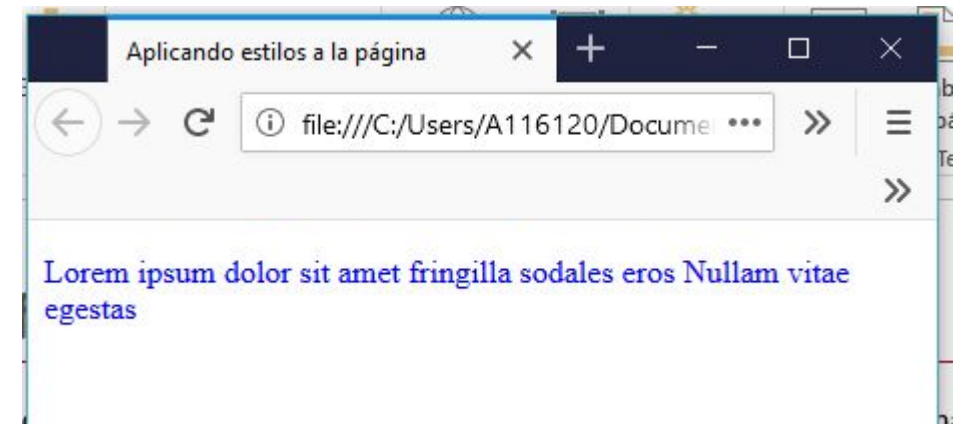 Aplicando estilos a la página
file:///C:/Users/A116120/Docume
Lorem ipsum dolor sit amet fringilla sodales eros Nullam vitae
egestas